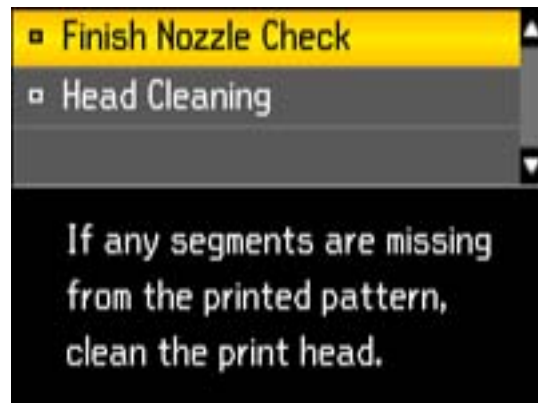 Finish Nozzle Check
Head Cleaning
If any segments are missing
from the printed pattern,
clean the print head.